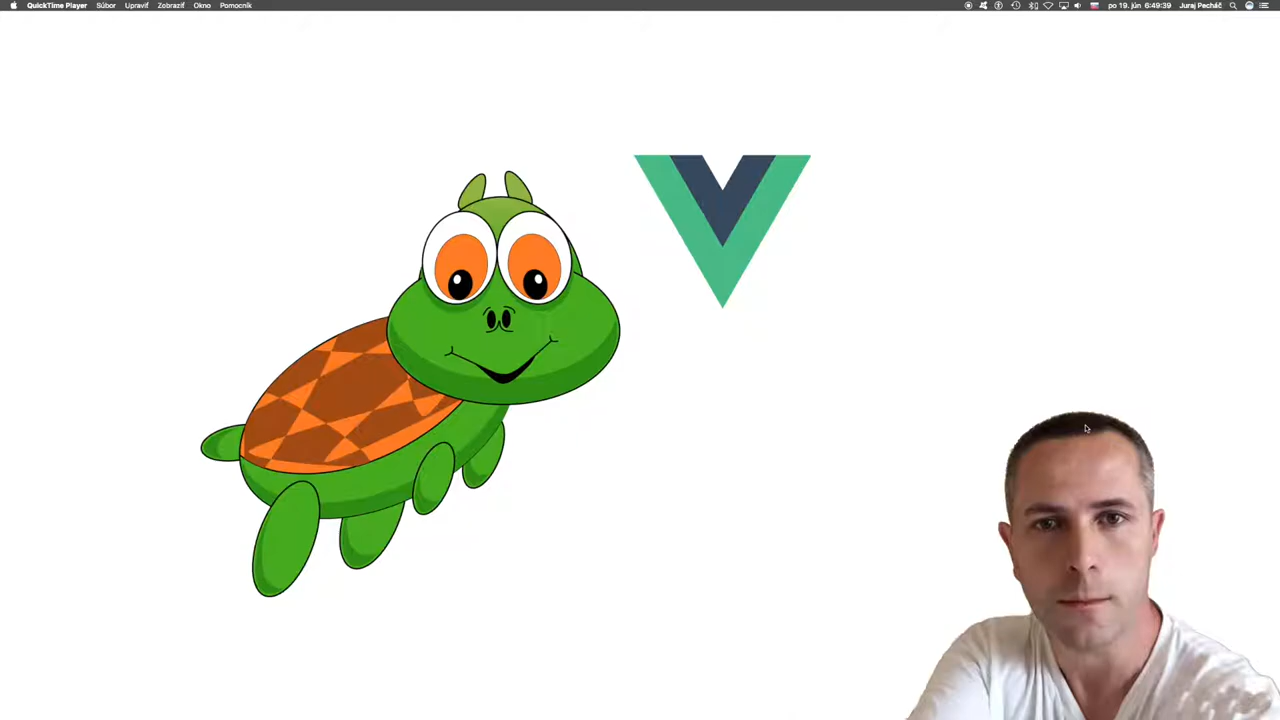 QuickTime Player Súbor Upraviť Zobraziť Okno Pomocník po 19. jún 6:49:39 Juraj Pecháč